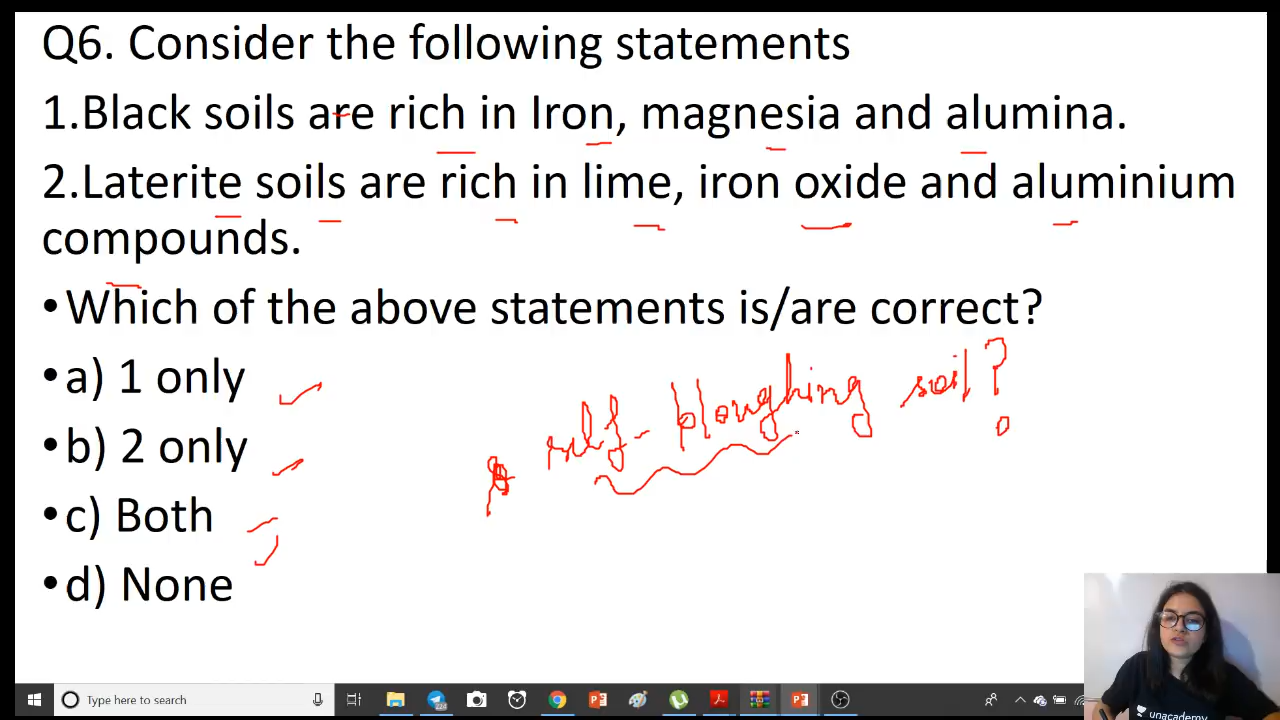 Q6. Consider the following statements
1.Black soils are rich in Iron, magnesia and alumina.
2.Laterite soils are rich in lime, iron oxide and aluminium
compounds.
•Which of the above statements is/are correct?
•a) 1 only
•b) 2 only
•c) Both
•d) None
self-ploughing soil?
Type here to search
224
unacademy